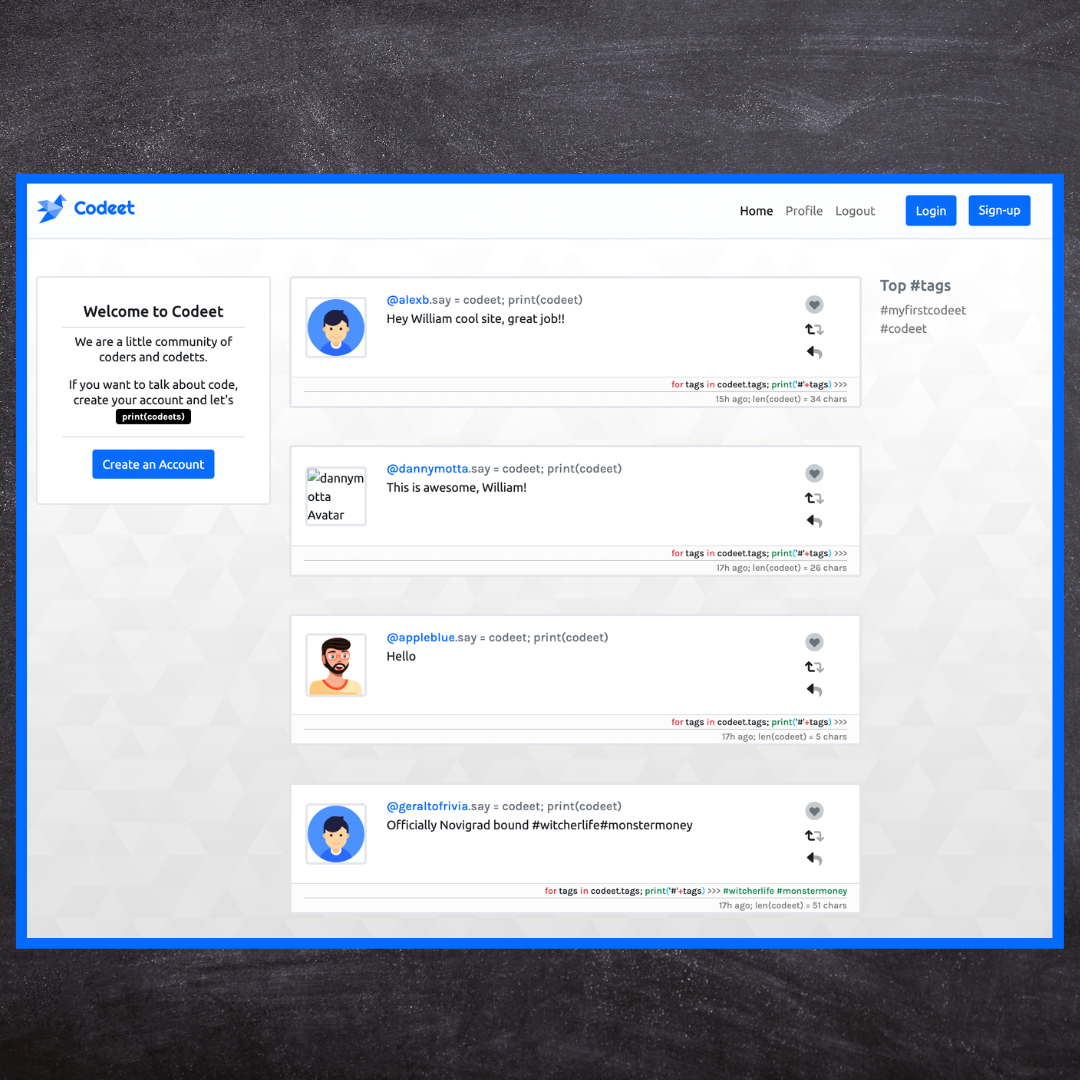 Codeet
Home Profile Logout Login Sign-up
Welcome to Codeet
We are a little community of
coders and codetts.
If you want to talk about code,
create your account and let's
print(codeets)
Create an Account
@alexb.say = codeet; print(codeet)
Hey William cool site, great job!!
for tags in codeet.tags; print('#'+tags) >>>
15h ago; len(codeet) = 34 chars
dannym
otta
Avatar
@dannymotta.say = codeet; print(codeet)
This is awesome, William!
for tags in codeet.tags; print('#'+tags) >>>
17h ago; len(codeet) = 26 chars
@appleblue.say = codeet; print(codeet)
Hello
for tags in codeet.tags; print('#'+tags) >>>
17h ago; len(codeet) = 5 chars
@geraltofrivia.say = codeet; print(codeet)
Officially Novigrad bound #witcherlife#monstermoney
for tags in codeet.tags; print('#'+tags) >>> #witcherlife #monstermoney
17h ago; len(codeet) = 51 chars
Top #tags
#myfirstcodeet
#codeet